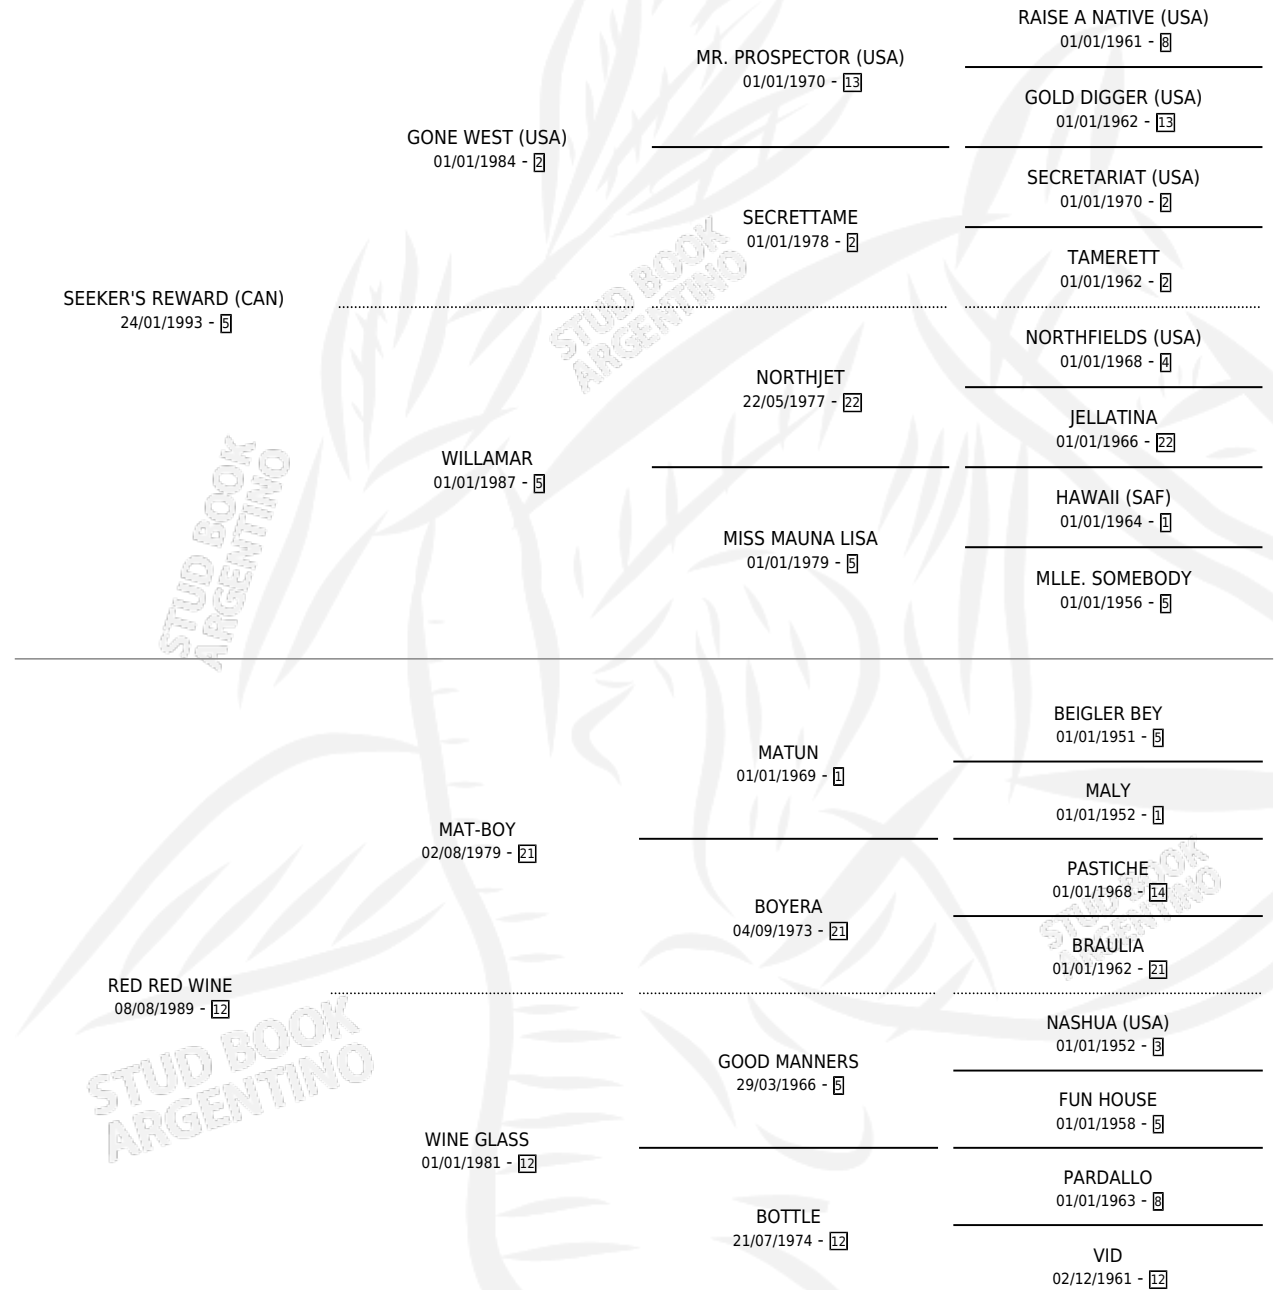 RAISE A NATIVE (USA)
01/01/1961 - 8
MR. PROSPECTOR (USA)
01/01/1970 - 13
GOLD DIGGER (USA)
01/01/1962 - 13
GONE WEST (USA)
01/01/1984 - 2
SECRETARIAT (USA)
01/01/1970 - 2
SECRETTAME
01/01/1978 - 2
TAMERETT
01/01/1962 - 2
SEEKER'S REWARD (CAN)
24/01/1993 - 5
NORTHFIELDS (USA)
01/01/1968 - 4
NORTHJET
22/05/1977 - 22
JELLATINA
01/01/1966 - 22
WILLAMAR
01/01/1987 - 5
HAWAII (SAF)
01/01/1964 - 1
MISS MAUNA LISA
01/01/1979 - 5
MLLE. SOMEBODY
01/01/1956 - 5
BEIGLER BEY
01/01/1951 - 5
MATUN
01/01/1969 - 1
MALY
01/01/1952 - 1
MAT-BOY
02/08/1979 - 21
PASTICHE
01/01/1968 - 14
BOYERA
04/09/1973 - 21
BRAULIA
01/01/1962 - 21
RED RED WINE
08/08/1989 - 12
NASHUA (USA)
01/01/1952 - 3
GOOD MANNERS
29/03/1966 - 5
FUN HOUSE
01/01/1958 - 5
WINE GLASS
01/01/1981 - 12
PARDALLO
01/01/1963 - 8
BOTTLE
21/07/1974 - 12
VID
02/12/1961 - 12
STUD BOOK
ARGENTINO
STUD BOOK
ARGENTINO
STUD BOOK
ARGENTINO
STUD BOOK
ARGENTINO